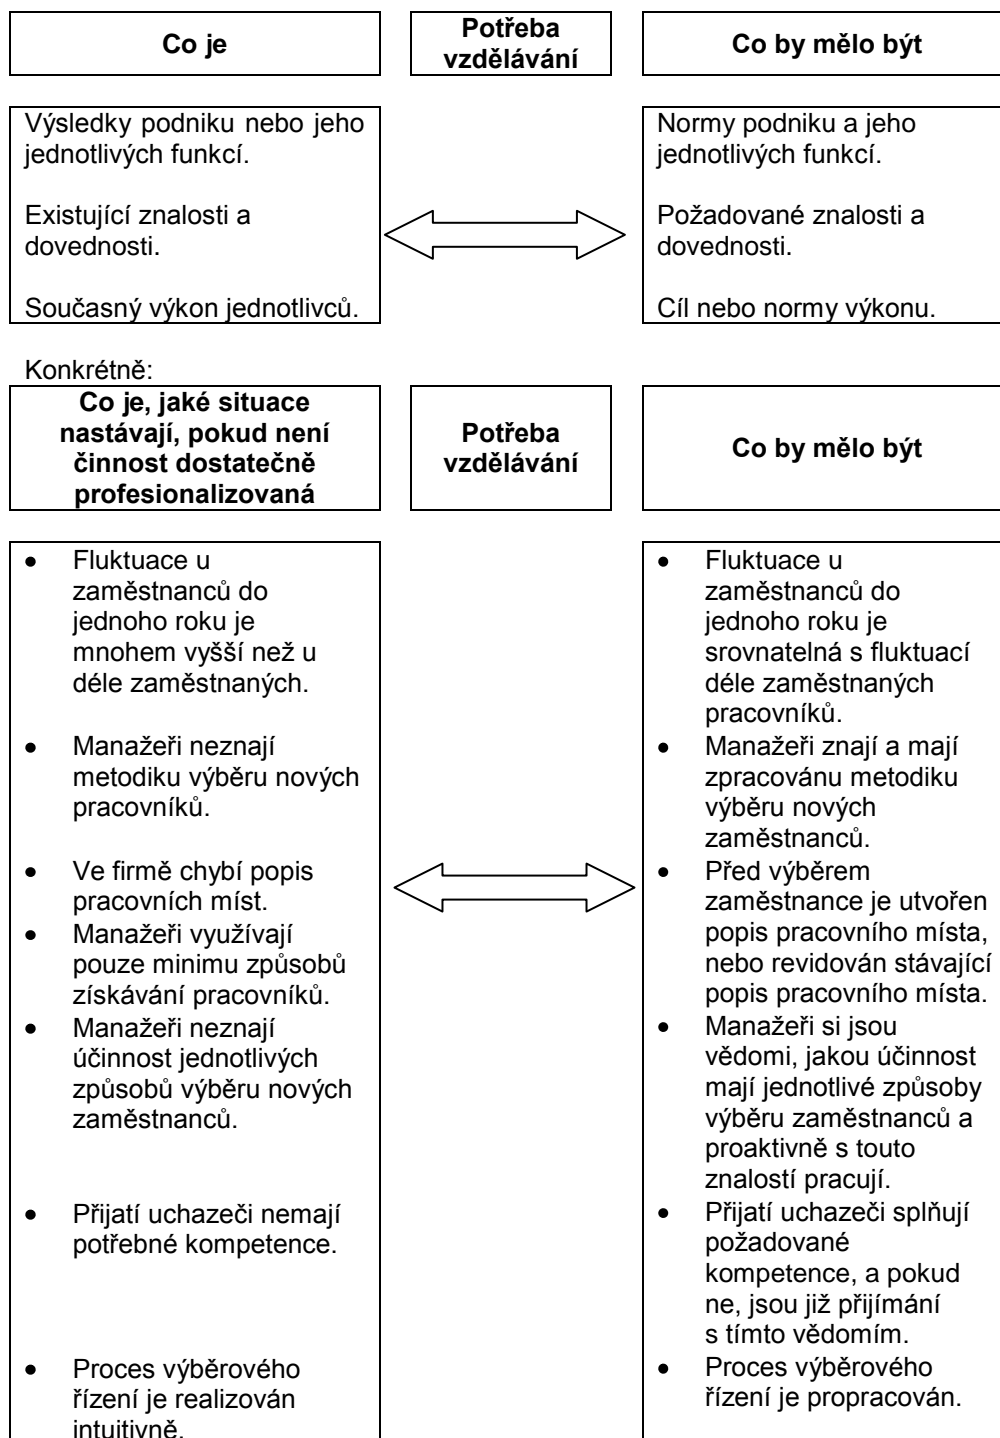 Co je
Potřeba
vzdělávání
Co by mělo být
Výsledky podniku nebo jeho
jednotlivých funkcí.
Existující znalosti a
dovednosti.
Současný výkon jednotlivců.
Normy podniku a jeho
jednotlivých funkcí.
Požadované znalosti a
dovednosti.
Cíl nebo normy výkonu.
Konkrétně:
Co je, jaké situace
nastávají, pokud není
činnost dostatečně
profesionalizovaná
Potřeba
vzdělávání
Co by mělo být
• Fluktuace u
zaměstnanců do
jednoho roku je
mnohem vyšší než u
déle zaměstnaných.
• Manažeři neznají
metodiku výběru nových
pracovníků.
• Ve firmě chybí popis
pracovních míst.
• Manažeři využívají
pouze minimu způsobů
získávání pracovníků.
• Manažeři neznají
účinnost jednotlivých
způsobů výběru nových
zaměstnanců.
• Přijatí uchazeči nemají
potřebné kompetence.
• Proces výběrového
řízení je realizován
intuitivně.
• Fluktuace u
zaměstnanců do
jednoho roku je
srovnatelná s fluktuací
déle zaměstnaných
pracovníků.
• Manažeři znají a mají
zpracovánu metodiku
výběru nových
zaměstnanců.
• Před výběrem
zaměstnance je utvořen
popis pracovního místa,
nebo revidován stávající
popis pracovního místa.
• Manažeři si jsou
vědomi, jakou účinnost
mají jednotlivé způsoby
výběru zaměstnanců a
proaktivně s touto
znalostí pracují.
• Přijatí uchazeči splňují
požadované
kompetence, a pokud
ne, jsou již přijímání
s tímto vědomím.
• Proces výběrového
řízení je propracován.